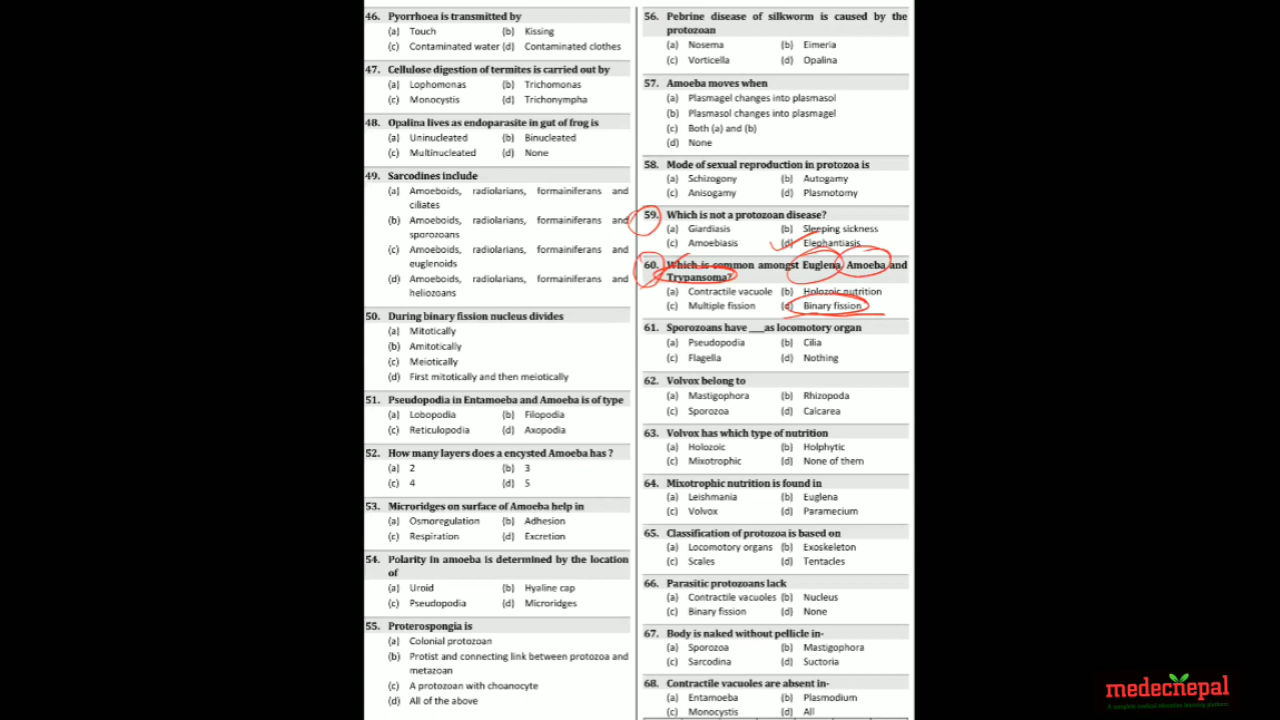 46. Pyorrhoea is transmitted by
(a) Touch (b) Kissing
(c) Contaminated water (d) Contaminated clothes
47. Cellulose digestion of termites is carried out by
(a) Lophomonas (b) Trichomonas
(c) Monocystis (d) Trichonympha
48. Opalina lives as endoparasite in gut of frog is
(a) Uninucleated (b) Binucleated
(c) Multinucleated (d) None
49. Sarcodines include
(a) Amoeboids, radiolarians, formainiferans and
ciliates
(b) Amoeboids, radiolarians, formainiferans and
sporozoans
(c) Amoeboids, radiolarians, formainiferans and
euglenoids
(d) Amoeboids, radiolarians, formainiferans and
heliozoans
50. During binary fission nucleus divides
(a) Mitotically
(b) Amitotically
(c) Meiotically
(d) First mitotically and then meiotically
51. Pseudopodia in Entamoeba and Amoeba is of type
(a) Lobopodia (b) Filopodia
(c) Reticulopodia (d) Axopodia
52. How many layers does a encysted Amoeba has ?
(a) 2 (b) 3
(c) 4 (d) 5
53. Microridges on surface of Amoeba help in
(a) Osmoregulation (b) Adhesion
(c) Respiration (d) Excretion
54. Polarity in amoeba is determined by the location
of
(a) Uroid (b) Hyaline cap
(c) Pseudopodia (d) Microridges
55. Proterospongia is
(a) Colonial protozoan
(b) Protist and connecting link between protozoa and
metazoan
(c) A protozoan with choanocyte
(d) All of the above
56. Pebrine disease of silkworm is caused by the
protozoan
(a) Nosema (b) Eimeria
(c) Vorticella (d) Opalina
57. Amoeba moves when
(a) Plasmagel changes into plasmasol
(b) Plasmasol changes into plasmagel
(c) Both (a) and (b)
(d) None
58. Mode of sexual reproduction in protozoa is
(a) Schizogony (b) Autogamy
(c) Anisogamy (d) Plasmotomy
59. Which is not a protozoan disease?
(a) Giardiasis (b) Sleeping sickness
(c) Amoebiasis (d) Elephantiasis
60. Which is common amongst Euglena, Amoeba and
Trypansoma?
(a) Contractile vacuole (b) Holozoic nutrition
(c) Multiple fission (d) Binary fission
61. Sporozoans have ___as locomotory organ
(a) Pseudopodia (b) Cilia
(c) Flagella (d) Nothing
62. Volvox belong to
(a) Mastigophora (b) Rhizopoda
(c) Sporozoa (d) Calcarea
63. Volvox has which type of nutrition
(a) Holozoic (b) Holphytic
(c) Mixotrophic (d) None of them
64. Mixotrophic nutrition is found in
(a) Leishmania (b) Euglena
(c) Volvox (d) Paramecium
65. Classification of protozoa is based on
(a) Locomotory organs (b) Exoskeleton
(c) Scales (d) Tentacles
66. Parasitic protozoans lack
(a) Contractile vacuoles (b) Nucleus
(c) Binary fission (d) None
67. Body is naked without pellicle in-
(a) Sporozoa (b) Mastigophora
(c) Sarcodina (d) Suctoria
68. Contractile vacuoles are absent in-
(a) Entamoeba (b) Plasmodium
(c) Monocystis (d) All
medecnepal
A complete medical education learning platform